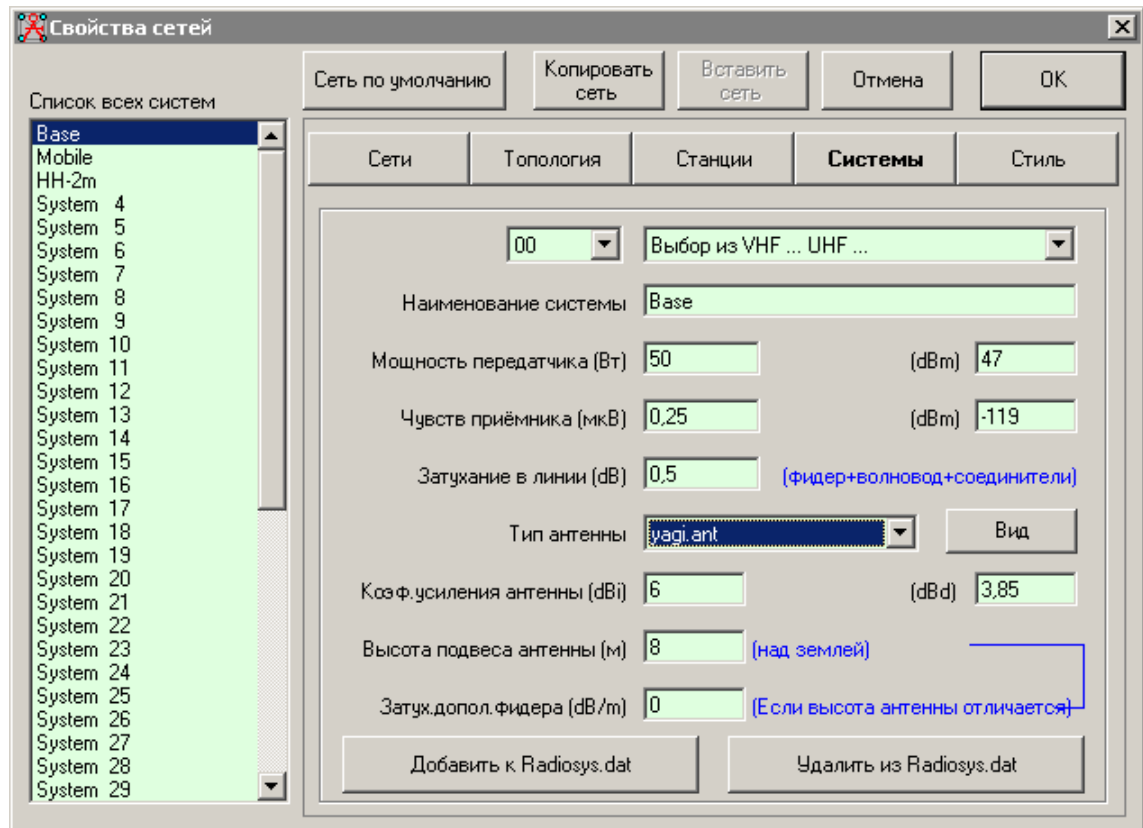 Свойства сетей
Сеть по умолчанию
Копировать
сеть
Вставить
сеть
Отмена
OK
Список всех систем
Base
Mobile
HH-2m
System 4
System 5
System 6
System 7
System 8
System 9
System 10
System 11
System 12
System 13
System 14
System 15
System 16
System 17
System 18
System 19
System 20
System 21
System 22
System 23
System 24
System 25
System 26
System 27
System 28
System 29
Сети
Топология
Станции
Системы
Стиль
00
Выбор из VHF ... UHF ...
Наименование системы Base
Мощность передатчика (Вт) 50 (dBm) 47
Чувств приёмника (мкВ) 0,25 (dBm) -119
Затухание в линии (dB) 0,5 (фидер+волновод+соединители)
Тип антенны yagi.ant Вид
Коэф.усиления антенны (dBi) 6 (dBd) 3,85
Высота подвеса антенны (м) 8 (над землей)
Затух.допол.фидера (dB/m) 0 (Если высота антенны отличается)
Добавить к Radiosys.dat
Удалить из Radiosys.dat